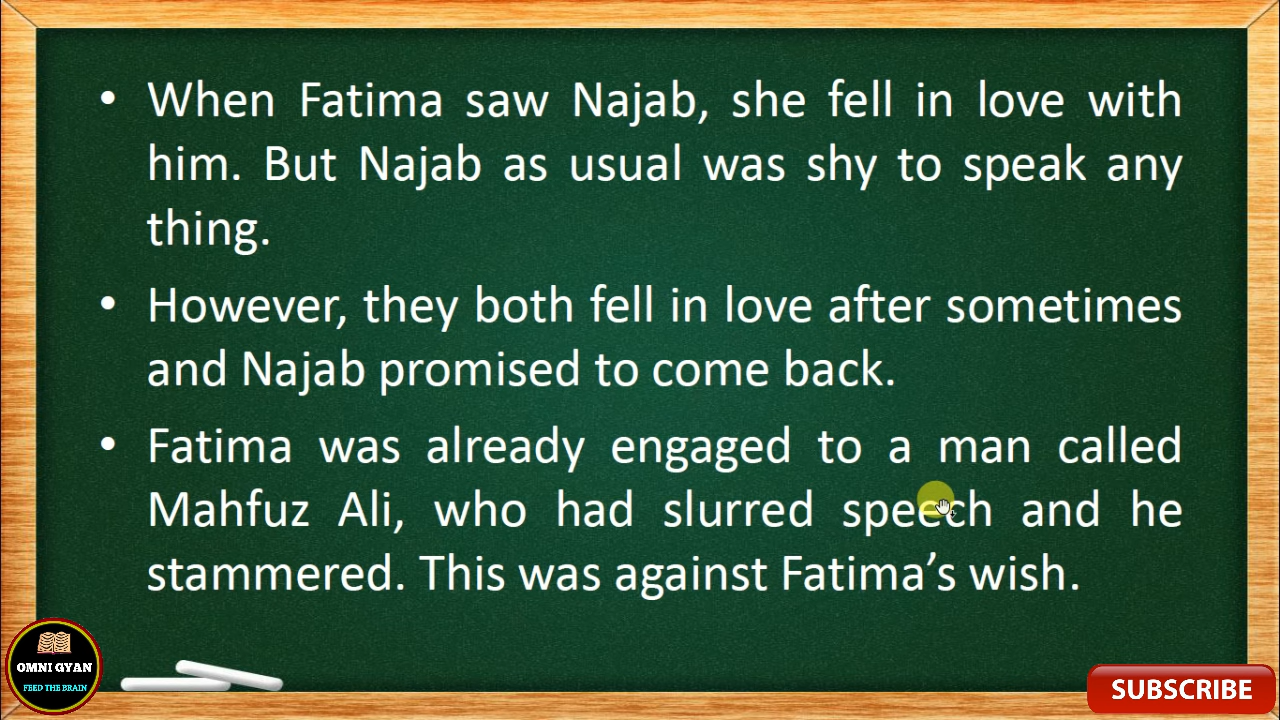 • When Fatima saw Najab, she fell in love with
him. But Najab as usual was shy to speak any
thing.
• However, they both fell in love after sometimes
and Najab promised to come back.
• Fatima was already engaged to a man called
Mahfuz Ali, who had slurred speech and he
stammered. This was against Fatima’s wish.
OMNI GYAN
FEED THE BRAIN
SUBSCRIBE